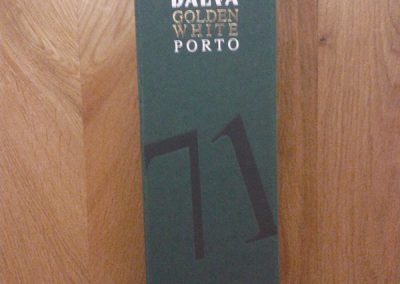 DALVA
GOLDEN
WHITE
PORTO
71